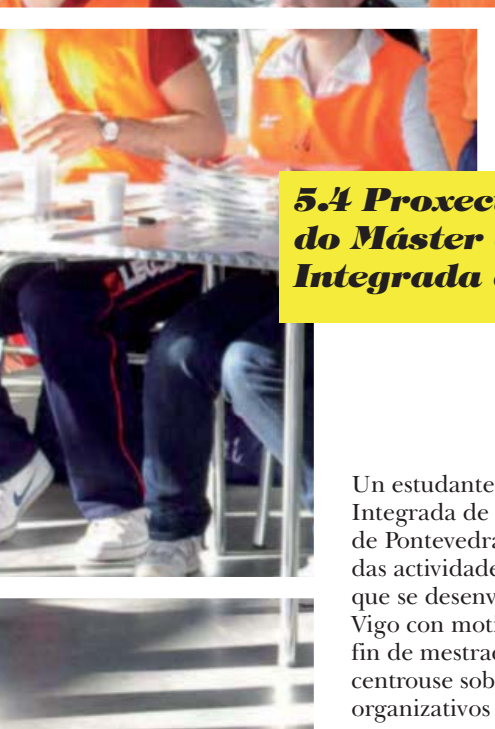 5.4 Proxect
do Máster
Integrada
Un estudante
Integrada de
de Pontevedra
das actividade
que se desenv
Vigo con moti
fin de mestrad
centrouse sob
organizativos